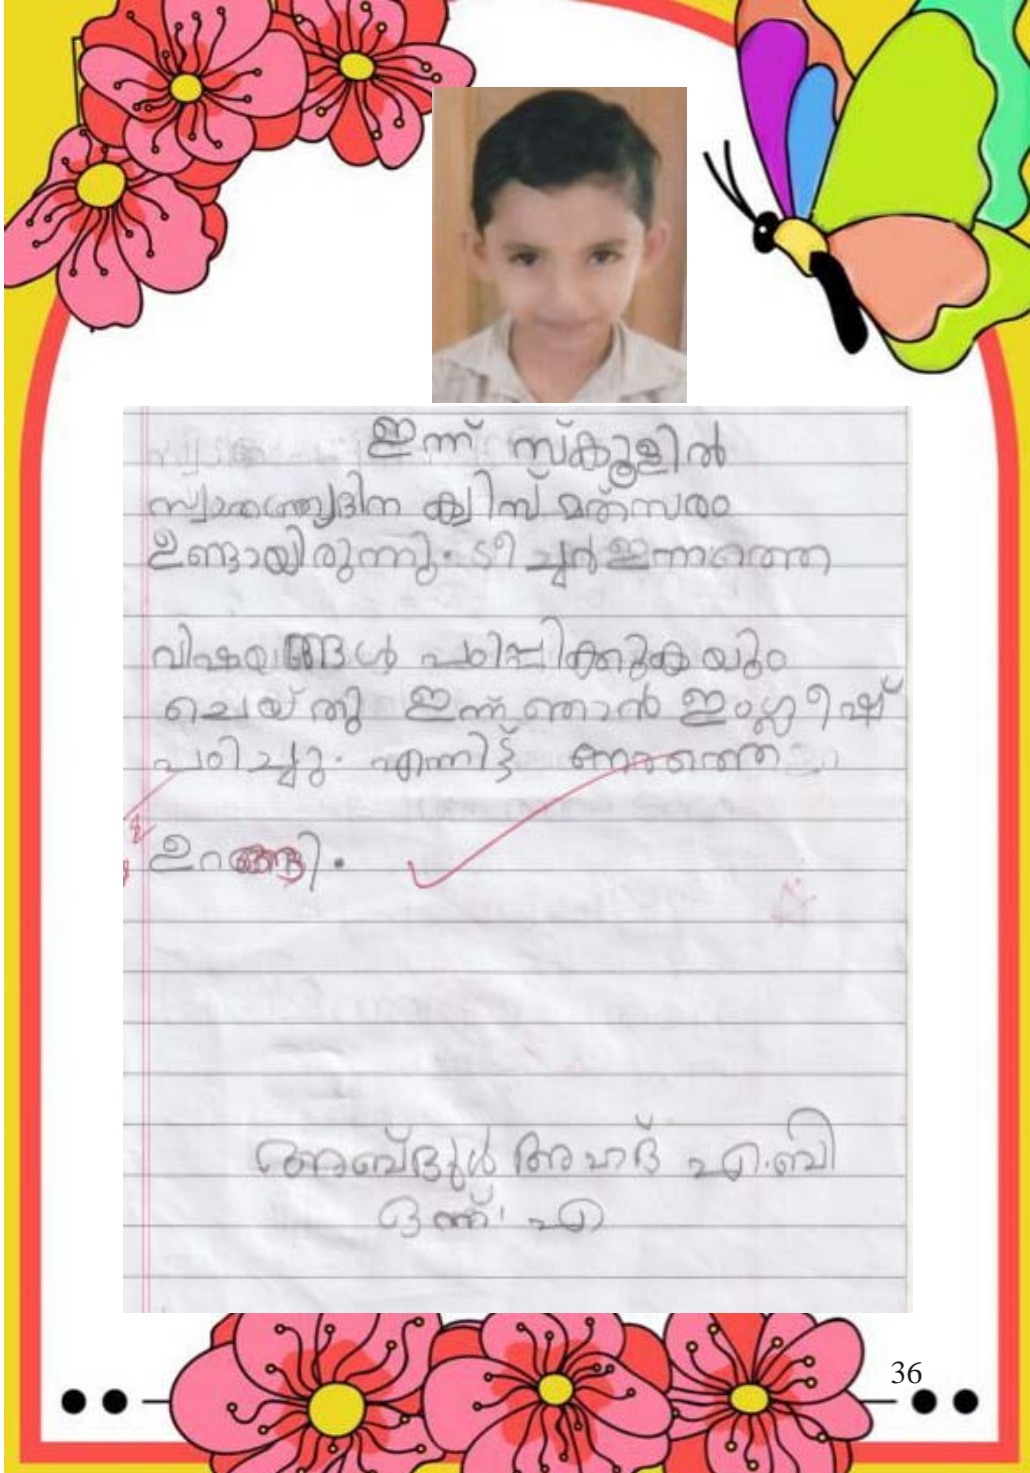 ഇന്ന് സ്കൂളിൽ
സ്വാതന്ത്ര്യദിന ക്വിസ് മത്സരം
ഉണ്ടായിരുന്നു. ടീച്ചർ ഇന്നത്തെ
വിഷയങ്ങൾ പഠിപ്പിക്കുകയും
ചെയ്തു ഇന്ന് ഞാൻ ഇംഗ്ലീഷ്
പഠിച്ചു. എന്നിട്ട്
ഉറങ്ങി.
അബ്ദുൾ അഹദ് എ.ബി
ഒന്ന് എ
36